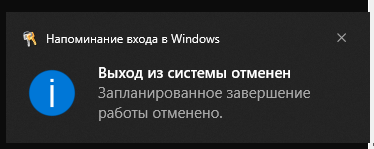 Напоминание входа в Windows
Выход из системы отменен
Запланированное завершение
работы отменено.